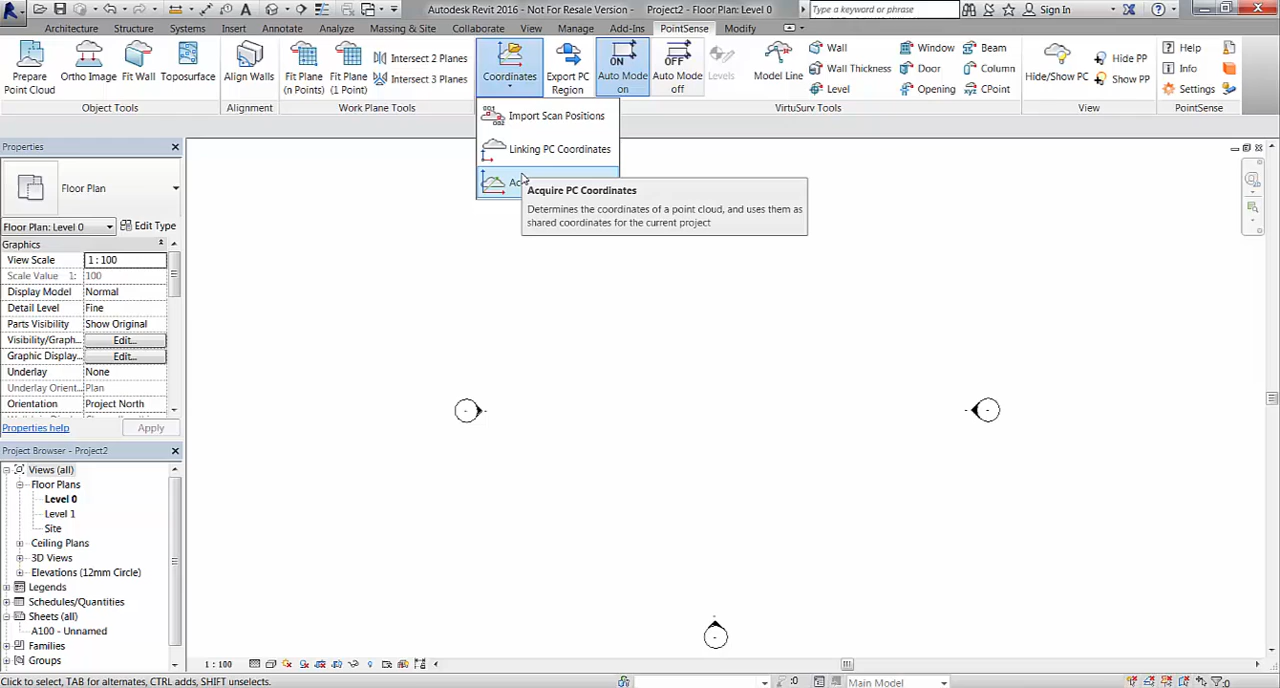 Autodesk Revit 2016 - Not For Resale Version - Project2 - Floor Plan: Level 0
Type a keyword or phrase
Sign In
Architecture Structure Systems Insert Annotate Analyze Massing & Site Collaborate View Manage Add-Ins PointSense Modify
Prepare Point Cloud
Ortho Image
Fit Wall
Toposurface
Align Walls
Fit Plane (n Points)
Fit Plane (1 Point)
Intersect 2 Planes
Intersect 3 Planes
Coordinates
Export PC Region
Auto Mode on
Auto Mode off
Levels
Model Line
Wall
Wall Thickness
Level
Window
Door
Opening
Beam
Column
CPoint
Hide/Show PC
Hide PP
Show PP
Help
Info
Settings
Object Tools
Alignment
Work Plane Tools
VirtuSurv Tools
View
PointSense
Import Scan Positions
Linking PC Coordinates
Acquire PC Coordinates
Determines the coordinates of a point cloud, and uses them as
shared coordinates for the current project
Properties
Floor Plan
Floor Plan: Level 0
Edit Type
Graphics
View Scale 1 : 100
Scale Value 1: 100
Display Model Normal
Detail Level Fine
Parts Visibility Show Original
Visibility/Graph... Edit...
Graphic Display... Edit...
Underlay None
Underlay Orient... Plan
Orientation Project North
Properties help
Apply
Project Browser - Project2
Views (all)
Floor Plans
Level 0
Level 1
Site
Ceiling Plans
3D Views
Elevations (12mm Circle)
Legends
Schedules/Quantities
Sheets (all)
A100 - Unnamed
Families
Groups
1 : 100
Click to select, TAB for alternates, CTRL adds, SHIFT unselects.
:0
Main Model
:0